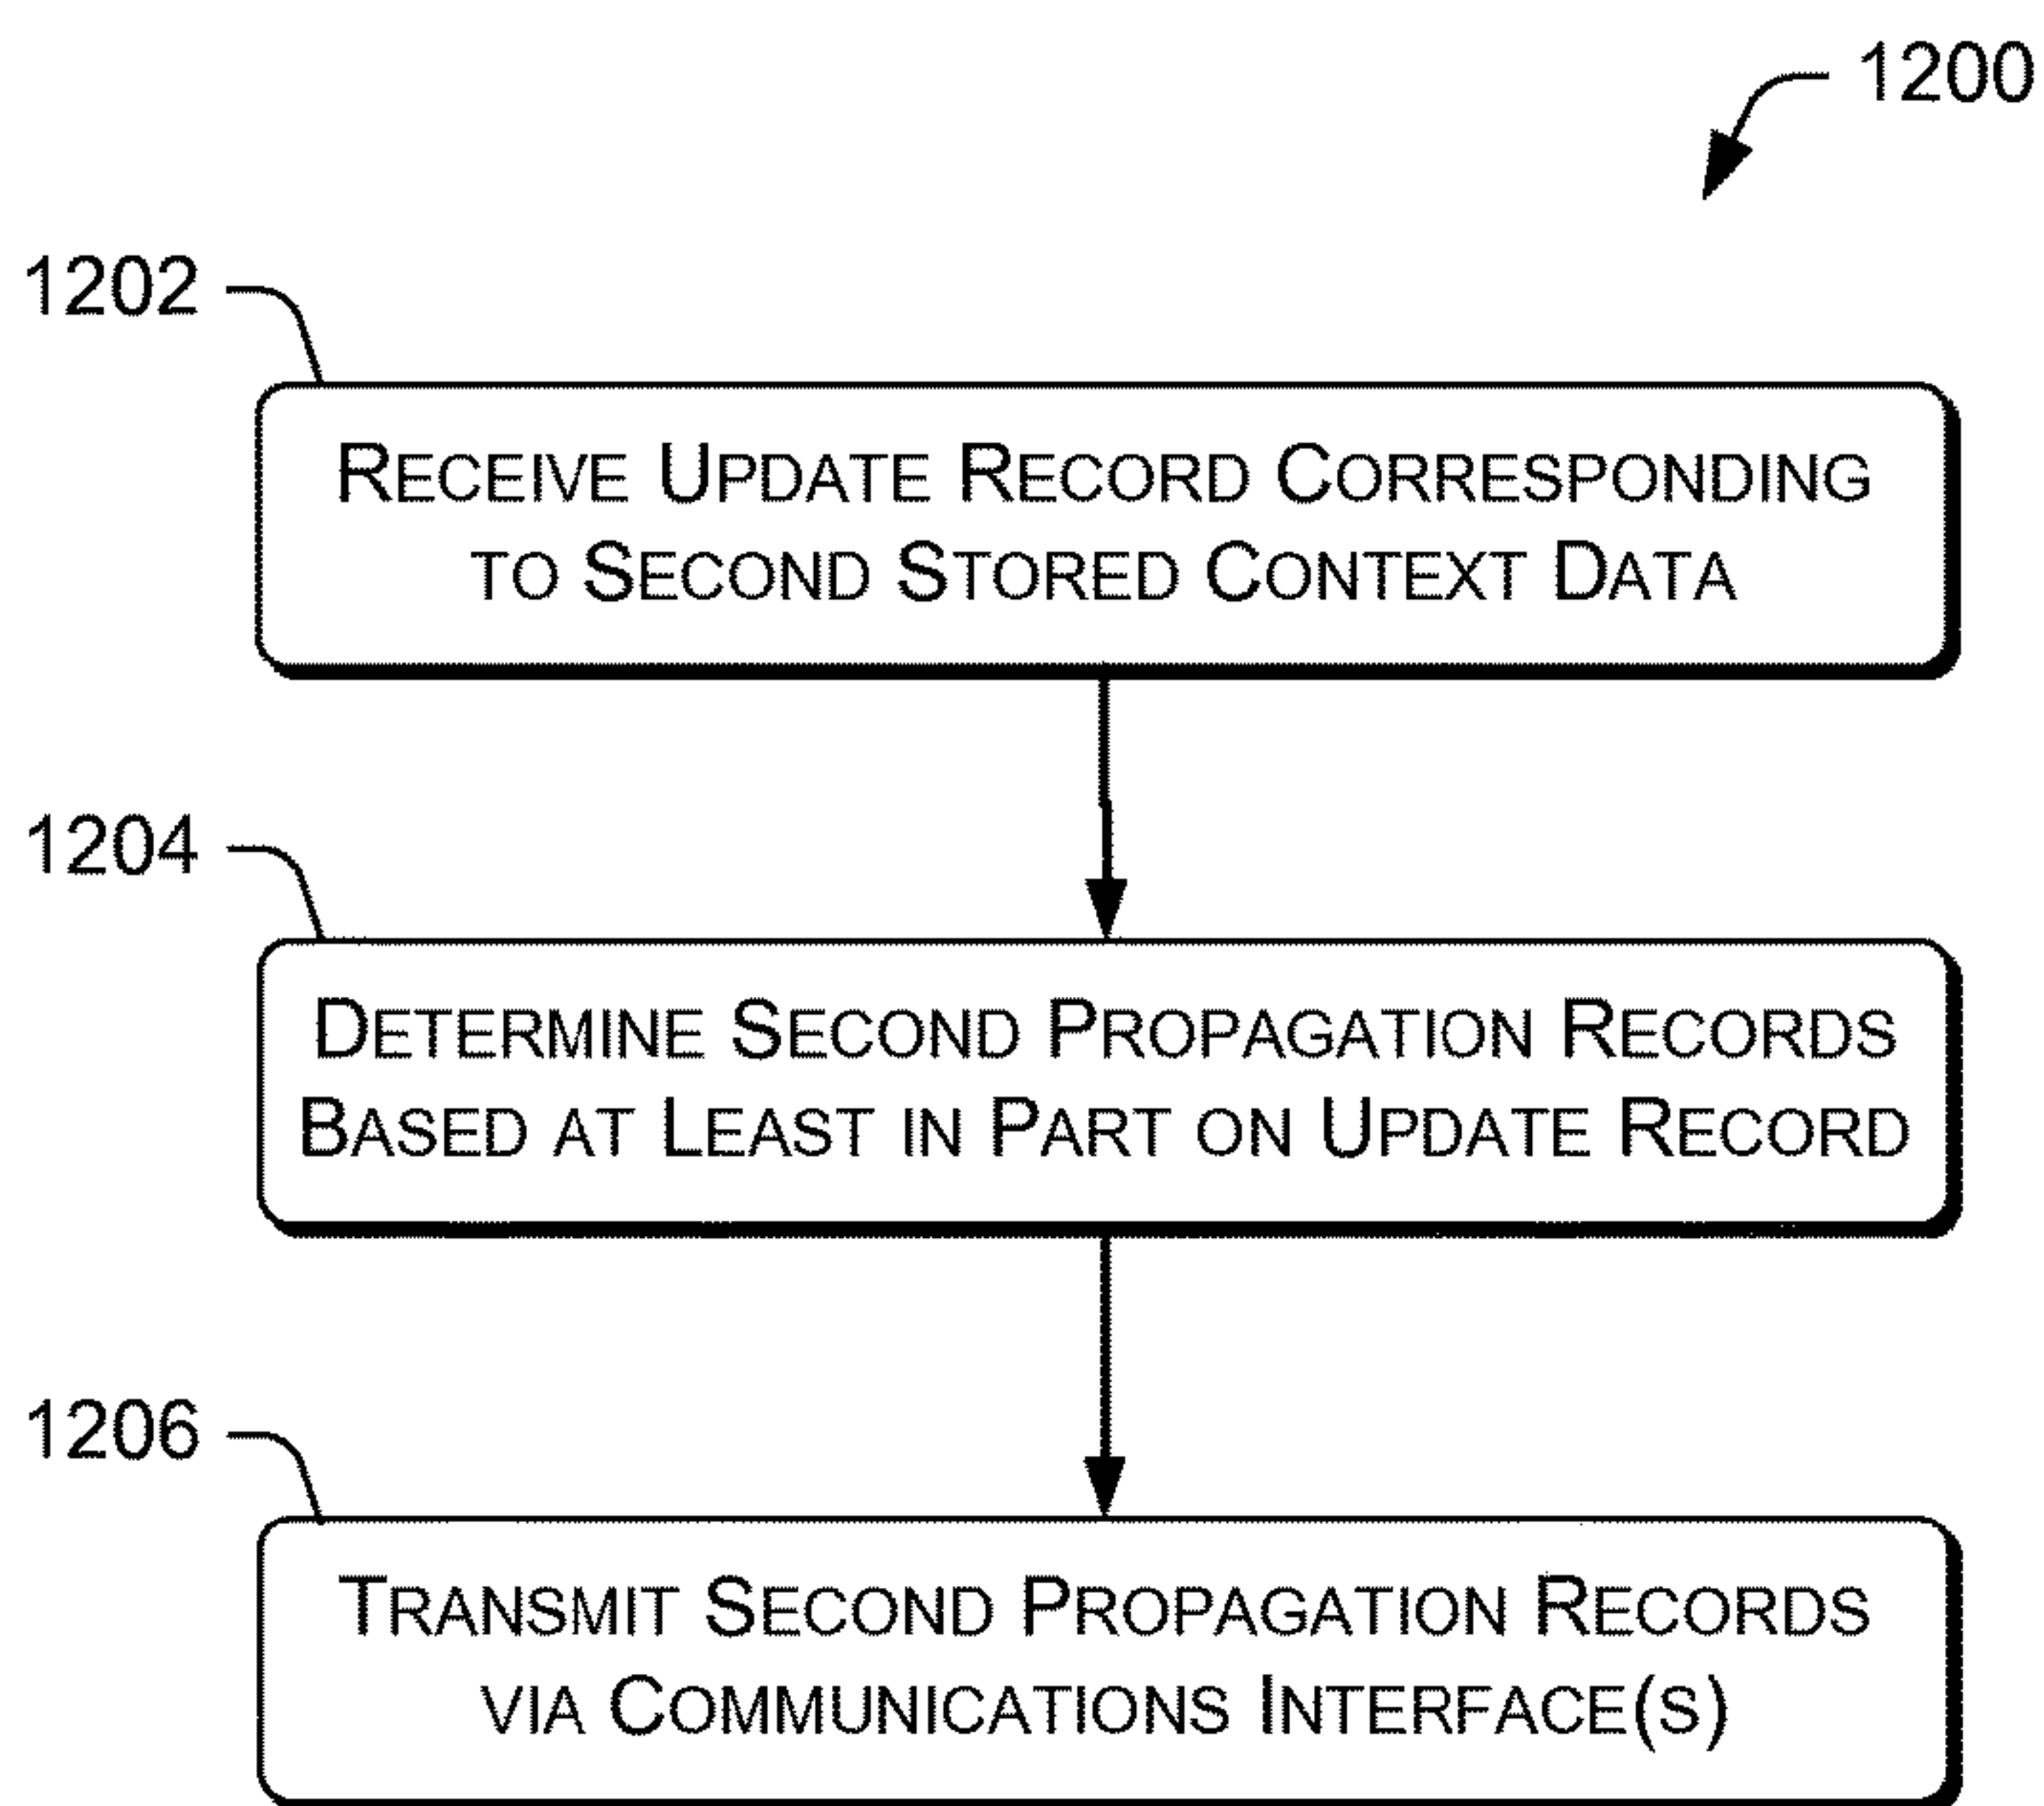 1200
1202
RECEIVE UPDATE RECORD CORRESPONDING
TO SECOND STORED CONTEXT DATA
1204
DETERMINE SECOND PROPAGATION RECORDS
BASED AT LEAST IN PART ON UPDATE RECORD
1206
TRANSMIT SECOND PROPAGATION RECORDS
VIA COMMUNICATIONS INTERFACE(S)